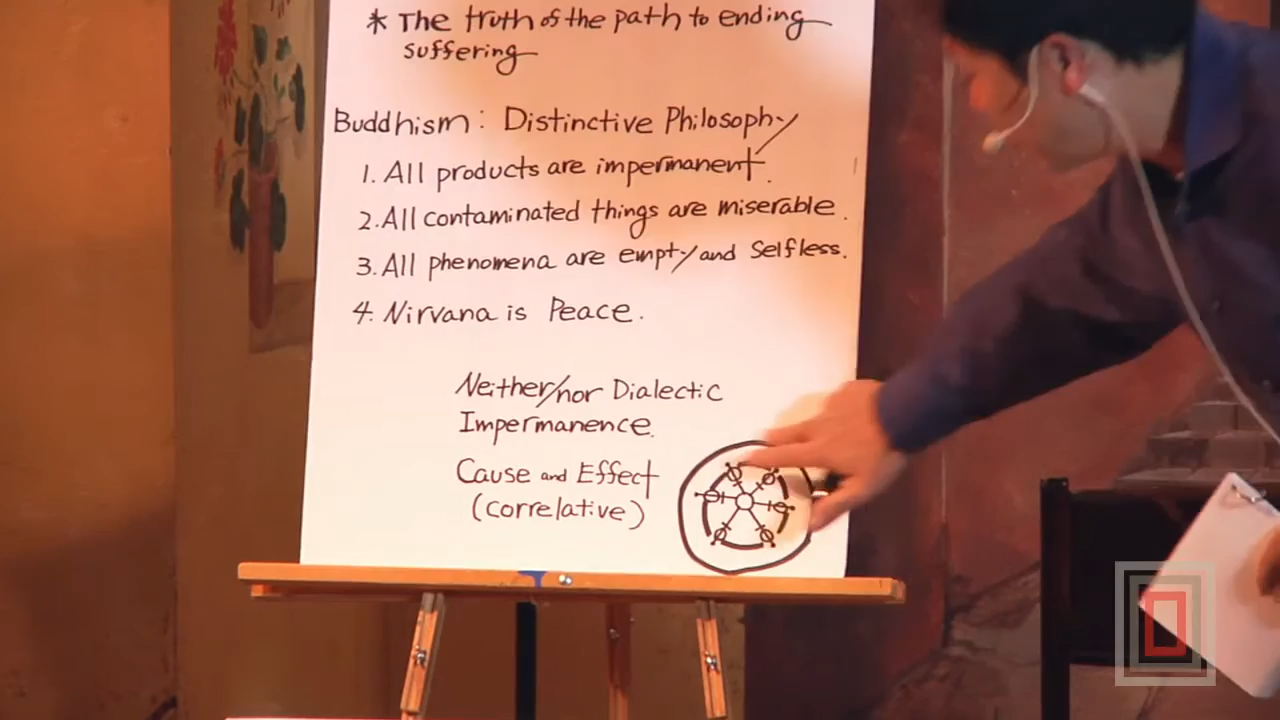 * The truth of the path to ending
suffering
Buddhism: Distinctive Philosophy
1. All products are impermanent.
2. All contaminated things are miserable.
3. All phenomena are empty and selfless.
4. Nirvana is Peace.
Neither/nor Dialectic
Impermanence.
Cause and Effect
(correlative)